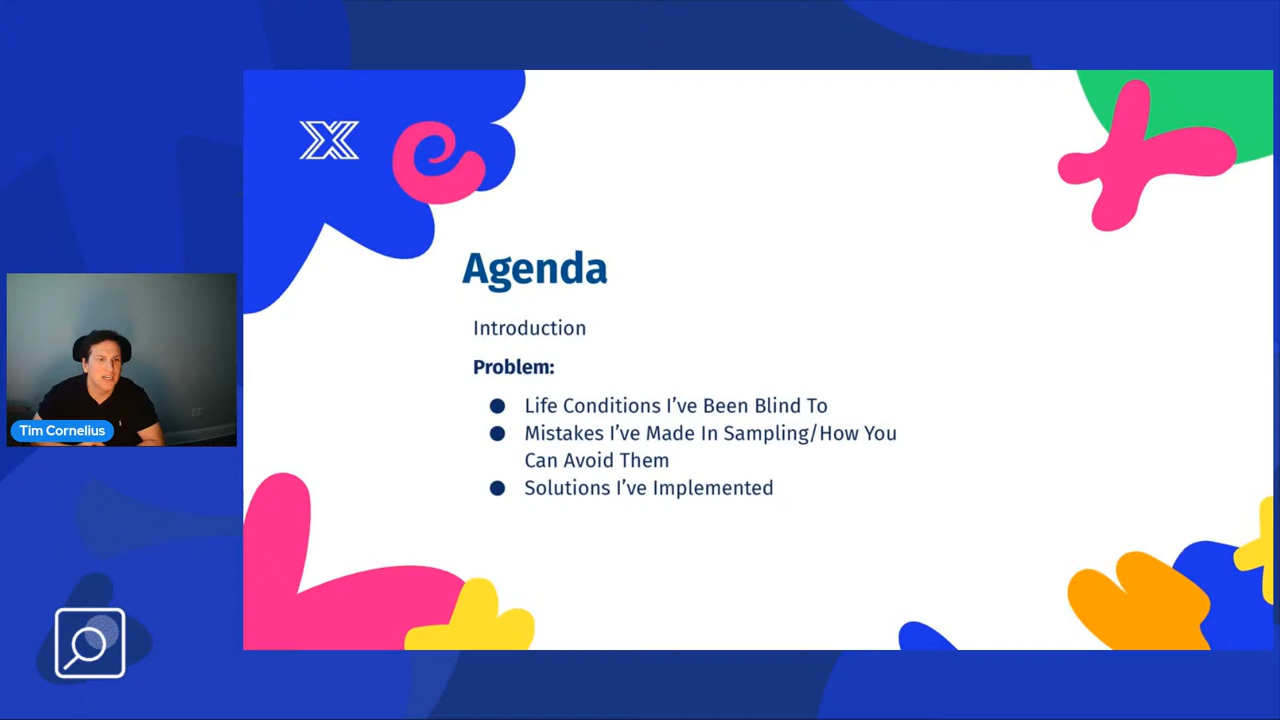 Agenda
Introduction
Problem:
● Life Conditions I’ve Been Blind To
● Mistakes I’ve Made In Sampling/How You
Can Avoid Them
● Solutions I’ve Implemented
Tim Cornelius